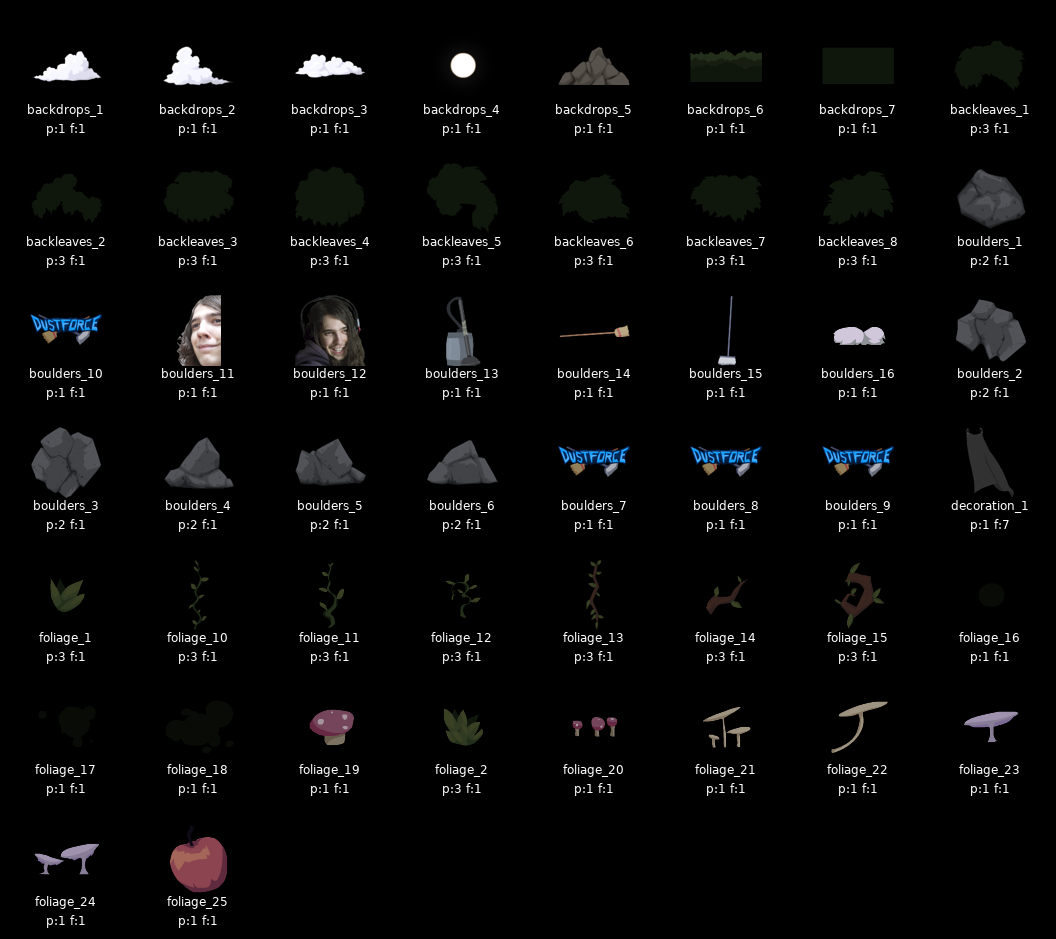 backdrops_1 backdrops_2 backdrops_3 backdrops_4 backdrops_5 backdrops_6 backdrops_7 backleaves_1
p:1 f:1 p:1 f:1 p:1 f:1 p:1 f:1 p:1 f:1 p:1 f:1 p:1 f:1 p:3 f:1
backleaves_2 backleaves_3 backleaves_4 backleaves_5 backleaves_6 backleaves_7 backleaves_8 boulders_1
p:3 f:1 p:3 f:1 p:3 f:1 p:3 f:1 p:3 f:1 p:3 f:1 p:3 f:1 p:2 f:1
DUSTFORCE
boulders_10 boulders_11 boulders_12 boulders_13 boulders_14 boulders_15 boulders_16 boulders_2
p:1 f:1 p:1 f:1 p:1 f:1 p:1 f:1 p:1 f:1 p:1 f:1 p:1 f:1 p:2 f:1
DUSTFORCE DUSTFORCE DUSTFORCE
boulders_3 boulders_4 boulders_5 boulders_6 boulders_7 boulders_8 boulders_9 decoration_1
p:2 f:1 p:2 f:1 p:2 f:1 p:2 f:1 p:1 f:1 p:1 f:1 p:1 f:1 p:1 f:7
foliage_1 foliage_10 foliage_11 foliage_12 foliage_13 foliage_14 foliage_15 foliage_16
p:3 f:1 p:3 f:1 p:3 f:1 p:3 f:1 p:3 f:1 p:3 f:1 p:3 f:1 p:1 f:1
foliage_17 foliage_18 foliage_19 foliage_2 foliage_20 foliage_21 foliage_22 foliage_23
p:1 f:1 p:1 f:1 p:1 f:1 p:3 f:1 p:1 f:1 p:1 f:1 p:1 f:1 p:1 f:1
foliage_24 foliage_25
p:1 f:1 p:1 f:1